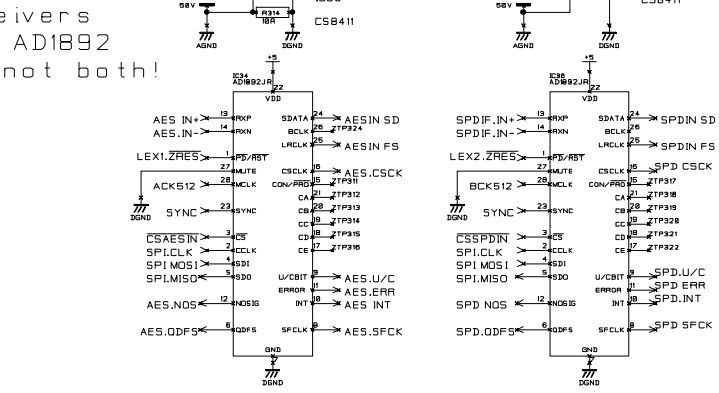 50V
R314
10R
CS8411
AGND
DGND
50V
CS8411
AGND
DGND
eivers
AD1892
not both!
+5
IC34
AD1892JR
22
VDD
AES IN+ 13 RXP
AES.IN- 14 RXN
LEX1.ZRES 1 PD/RST
27 MUTE
ACK512 28 MCLK
DGND
SYNC 23 SYNC
CSAESIN 3 CS
SPI.CLK 2 CCLK
SPI MOSI 4 SDI
SPI.MISO 5 SDO
AES.NOS 12 NOSIG
AES.QDFS 6 QDFS
SDATA 24 AESIN SD
BCLK 26 ZTP324
LRCLK 25 AESIN FS
CSCLK 16 AES.CSCK
CON/PRO 15 ZTP311
CA 21 ZTP312
CB 20 ZTP313
CC 19 ZTP314
CD 18 ZTP315
CE 17 ZTP316
U/CBIT 9 AES.U/C
ERROR 11 AES.ERR
INT 10 AES INT
SFCLK 8 AES.SFCK
GND
7
DGND
+5
IC36
AD1892JR
22
VDD
SPDIF.IN+ 13 RXP
SPDIF.IN- 14 RXN
LEX2.ZRES 1 PD/RST
27 MUTE
BCK512 28 MCLK
DGND
SYNC 23 SYNC
CSSPDIN 3 CS
SPI.CLK 2 CCLK
SPI MOSI 4 SDI
SPI.MISO 5 SDO
SPD NOS 12 NOSIG
SPD.QDFS 6 QDFS
SDATA 24 SPDIN SD
BCLK 26
LRCLK 25 SPDIN FS
CSCLK 16 SPD CSCK
CON/PRO 15 ZTP317
CA 21 ZTP318
CB 20 ZTP319
CC 19 ZTP320
CD 18 ZTP321
CE 17 ZTP322
U/CBIT 9 SPD.U/C
ERROR 11 SPD ERR
INT 10 SPD.INT
SFCLK 8 SPD SFCK
GND
7
DGND